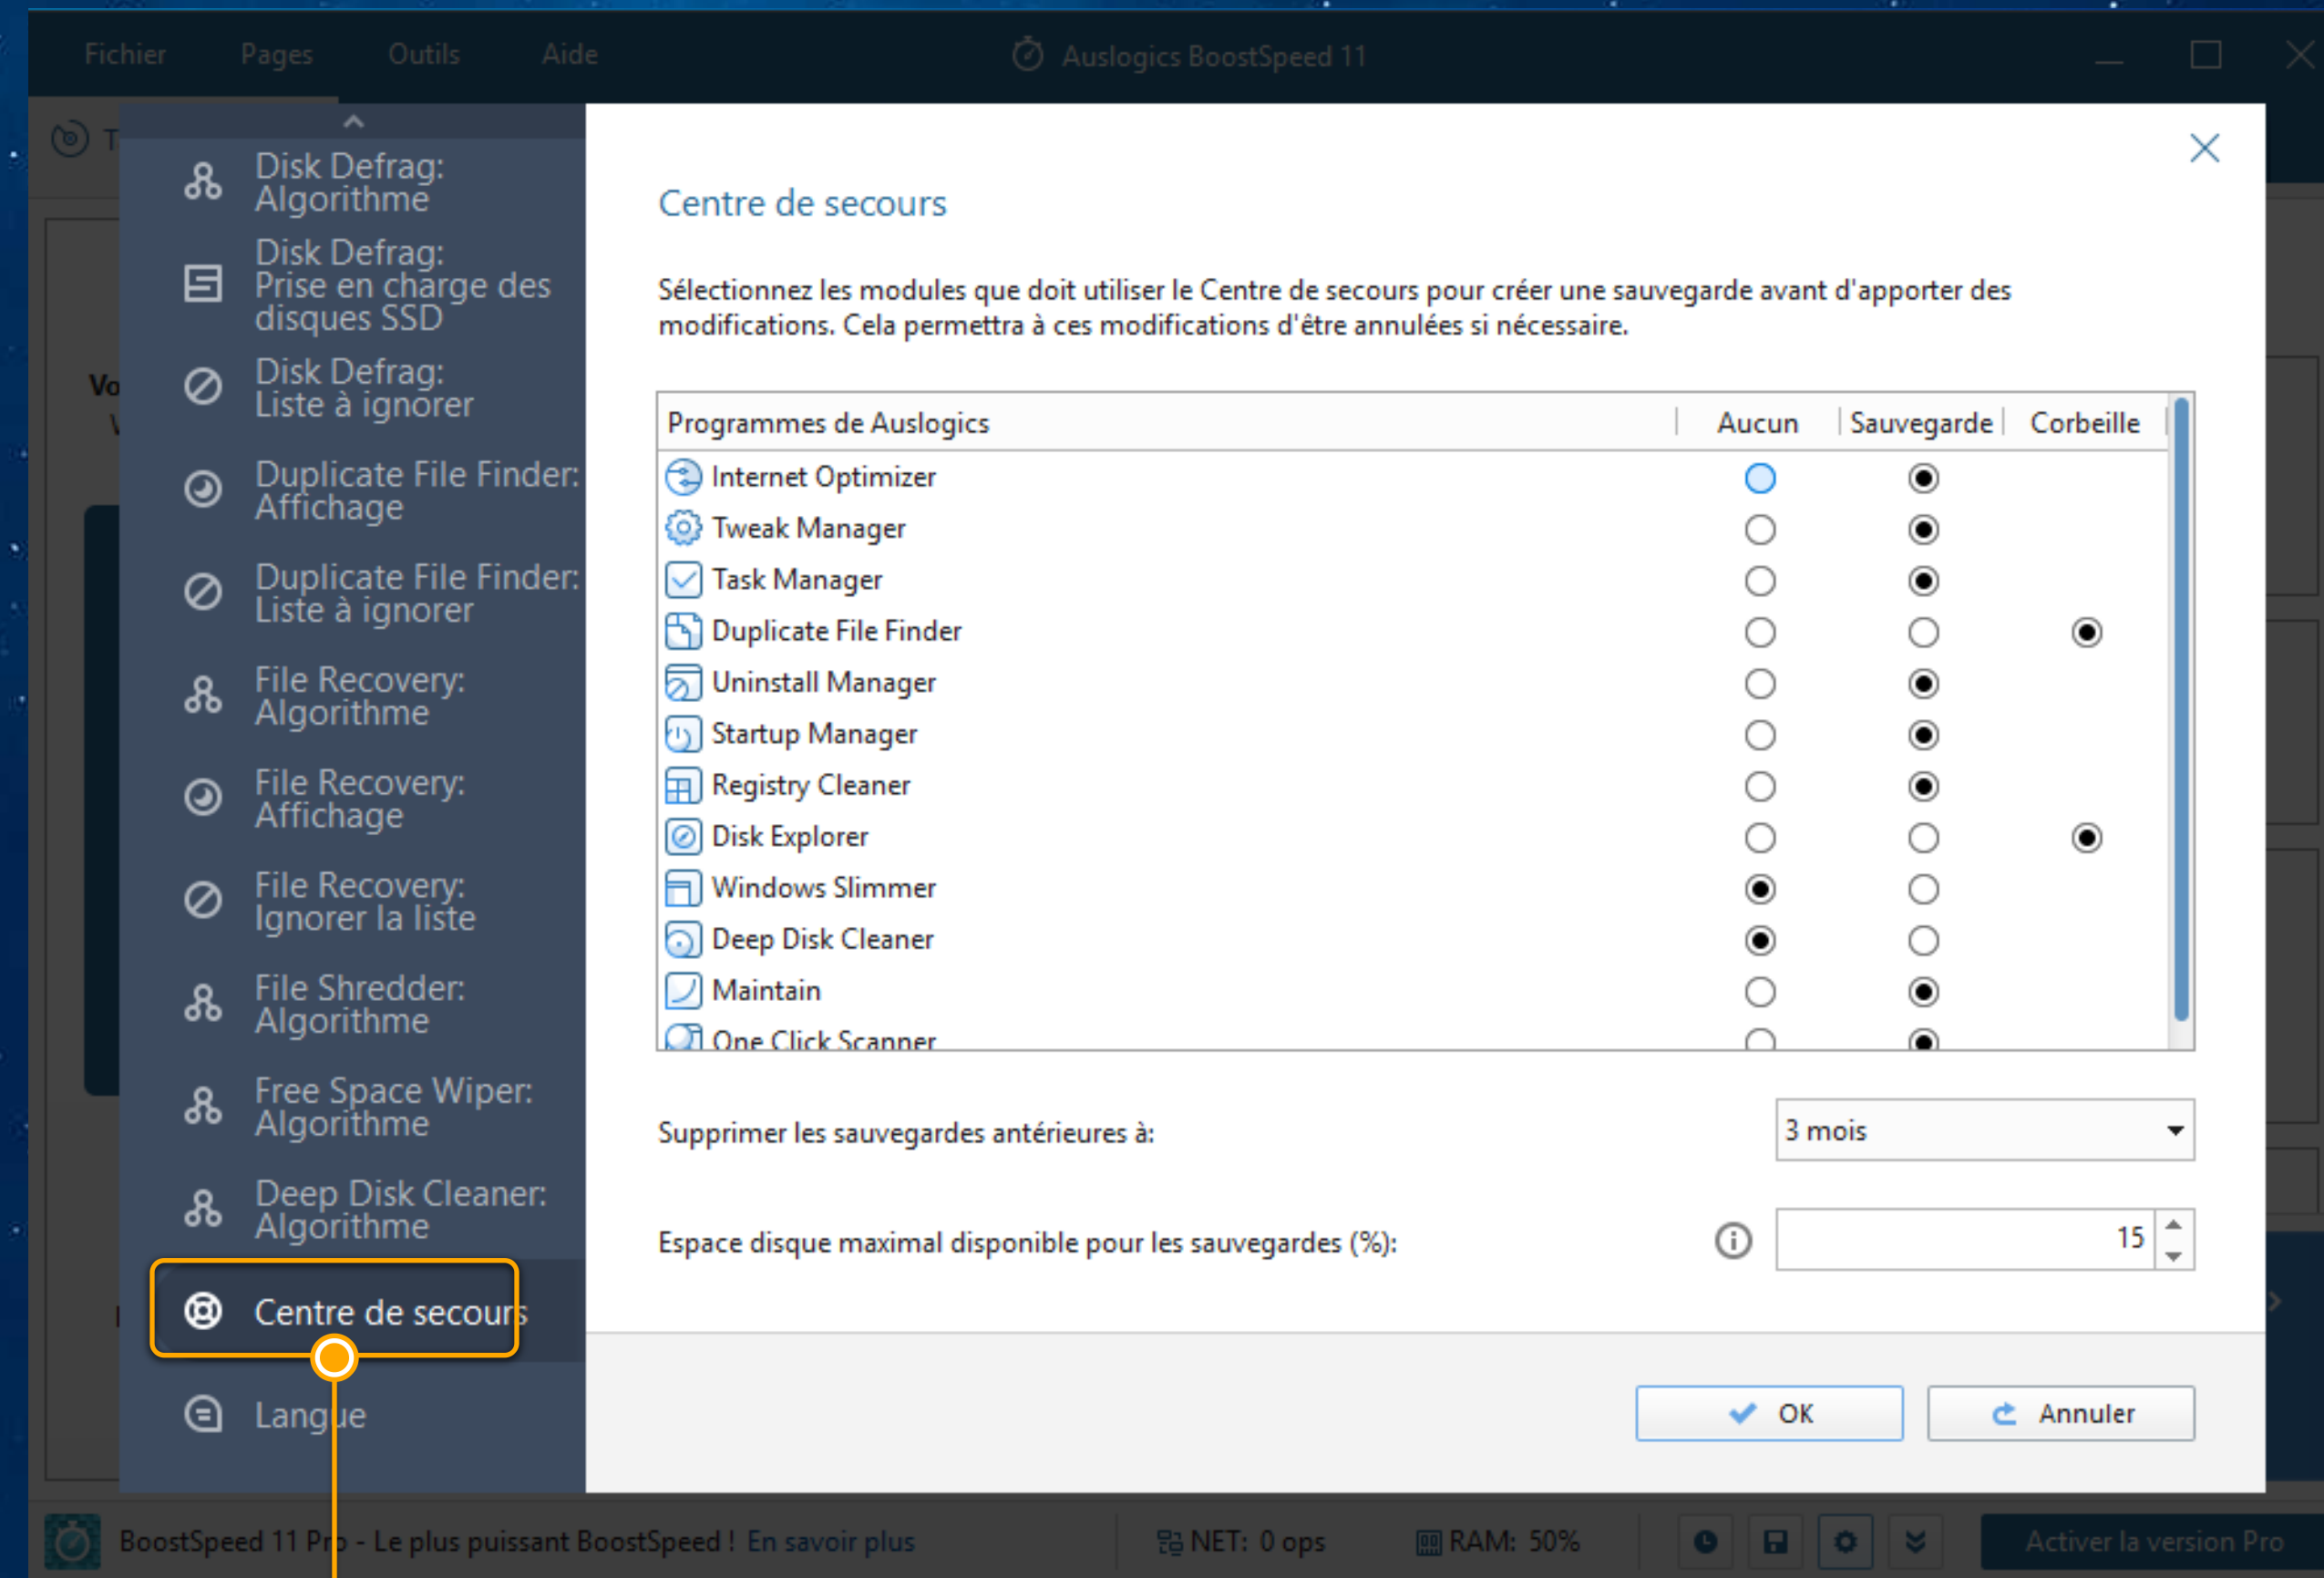 Fichier Pages Outils Aide Auslogics BoostSpeed 11
Disk Defrag:
Algorithme
Disk Defrag:
Prise en charge des
disques SSD
Disk Defrag:
Liste à ignorer
Duplicate File Finder:
Affichage
Duplicate File Finder:
Liste à ignorer
File Recovery:
Algorithme
File Recovery:
Affichage
File Recovery:
Ignorer la liste
File Shredder:
Algorithme
Free Space Wiper:
Algorithme
Deep Disk Cleaner:
Algorithme
Centre de secours
Langue
Centre de secours
Sélectionnez les modules que doit utiliser le Centre de secours pour créer une sauvegarde avant d'apporter des
modifications. Cela permettra à ces modifications d'être annulées si nécessaire.
Programmes de Auslogics Aucun Sauvegarde Corbeille
Internet Optimizer
Tweak Manager
Task Manager
Duplicate File Finder
Uninstall Manager
Startup Manager
Registry Cleaner
Disk Explorer
Windows Slimmer
Deep Disk Cleaner
Maintain
One Click Scanner
Supprimer les sauvegardes antérieures à: 3 mois
Espace disque maximal disponible pour les sauvegardes (%): 15
OK Annuler
BoostSpeed 11 Pro - Le plus puissant BoostSpeed ! En savoir plus NET: 0 ops RAM: 50% Activer la version Pro